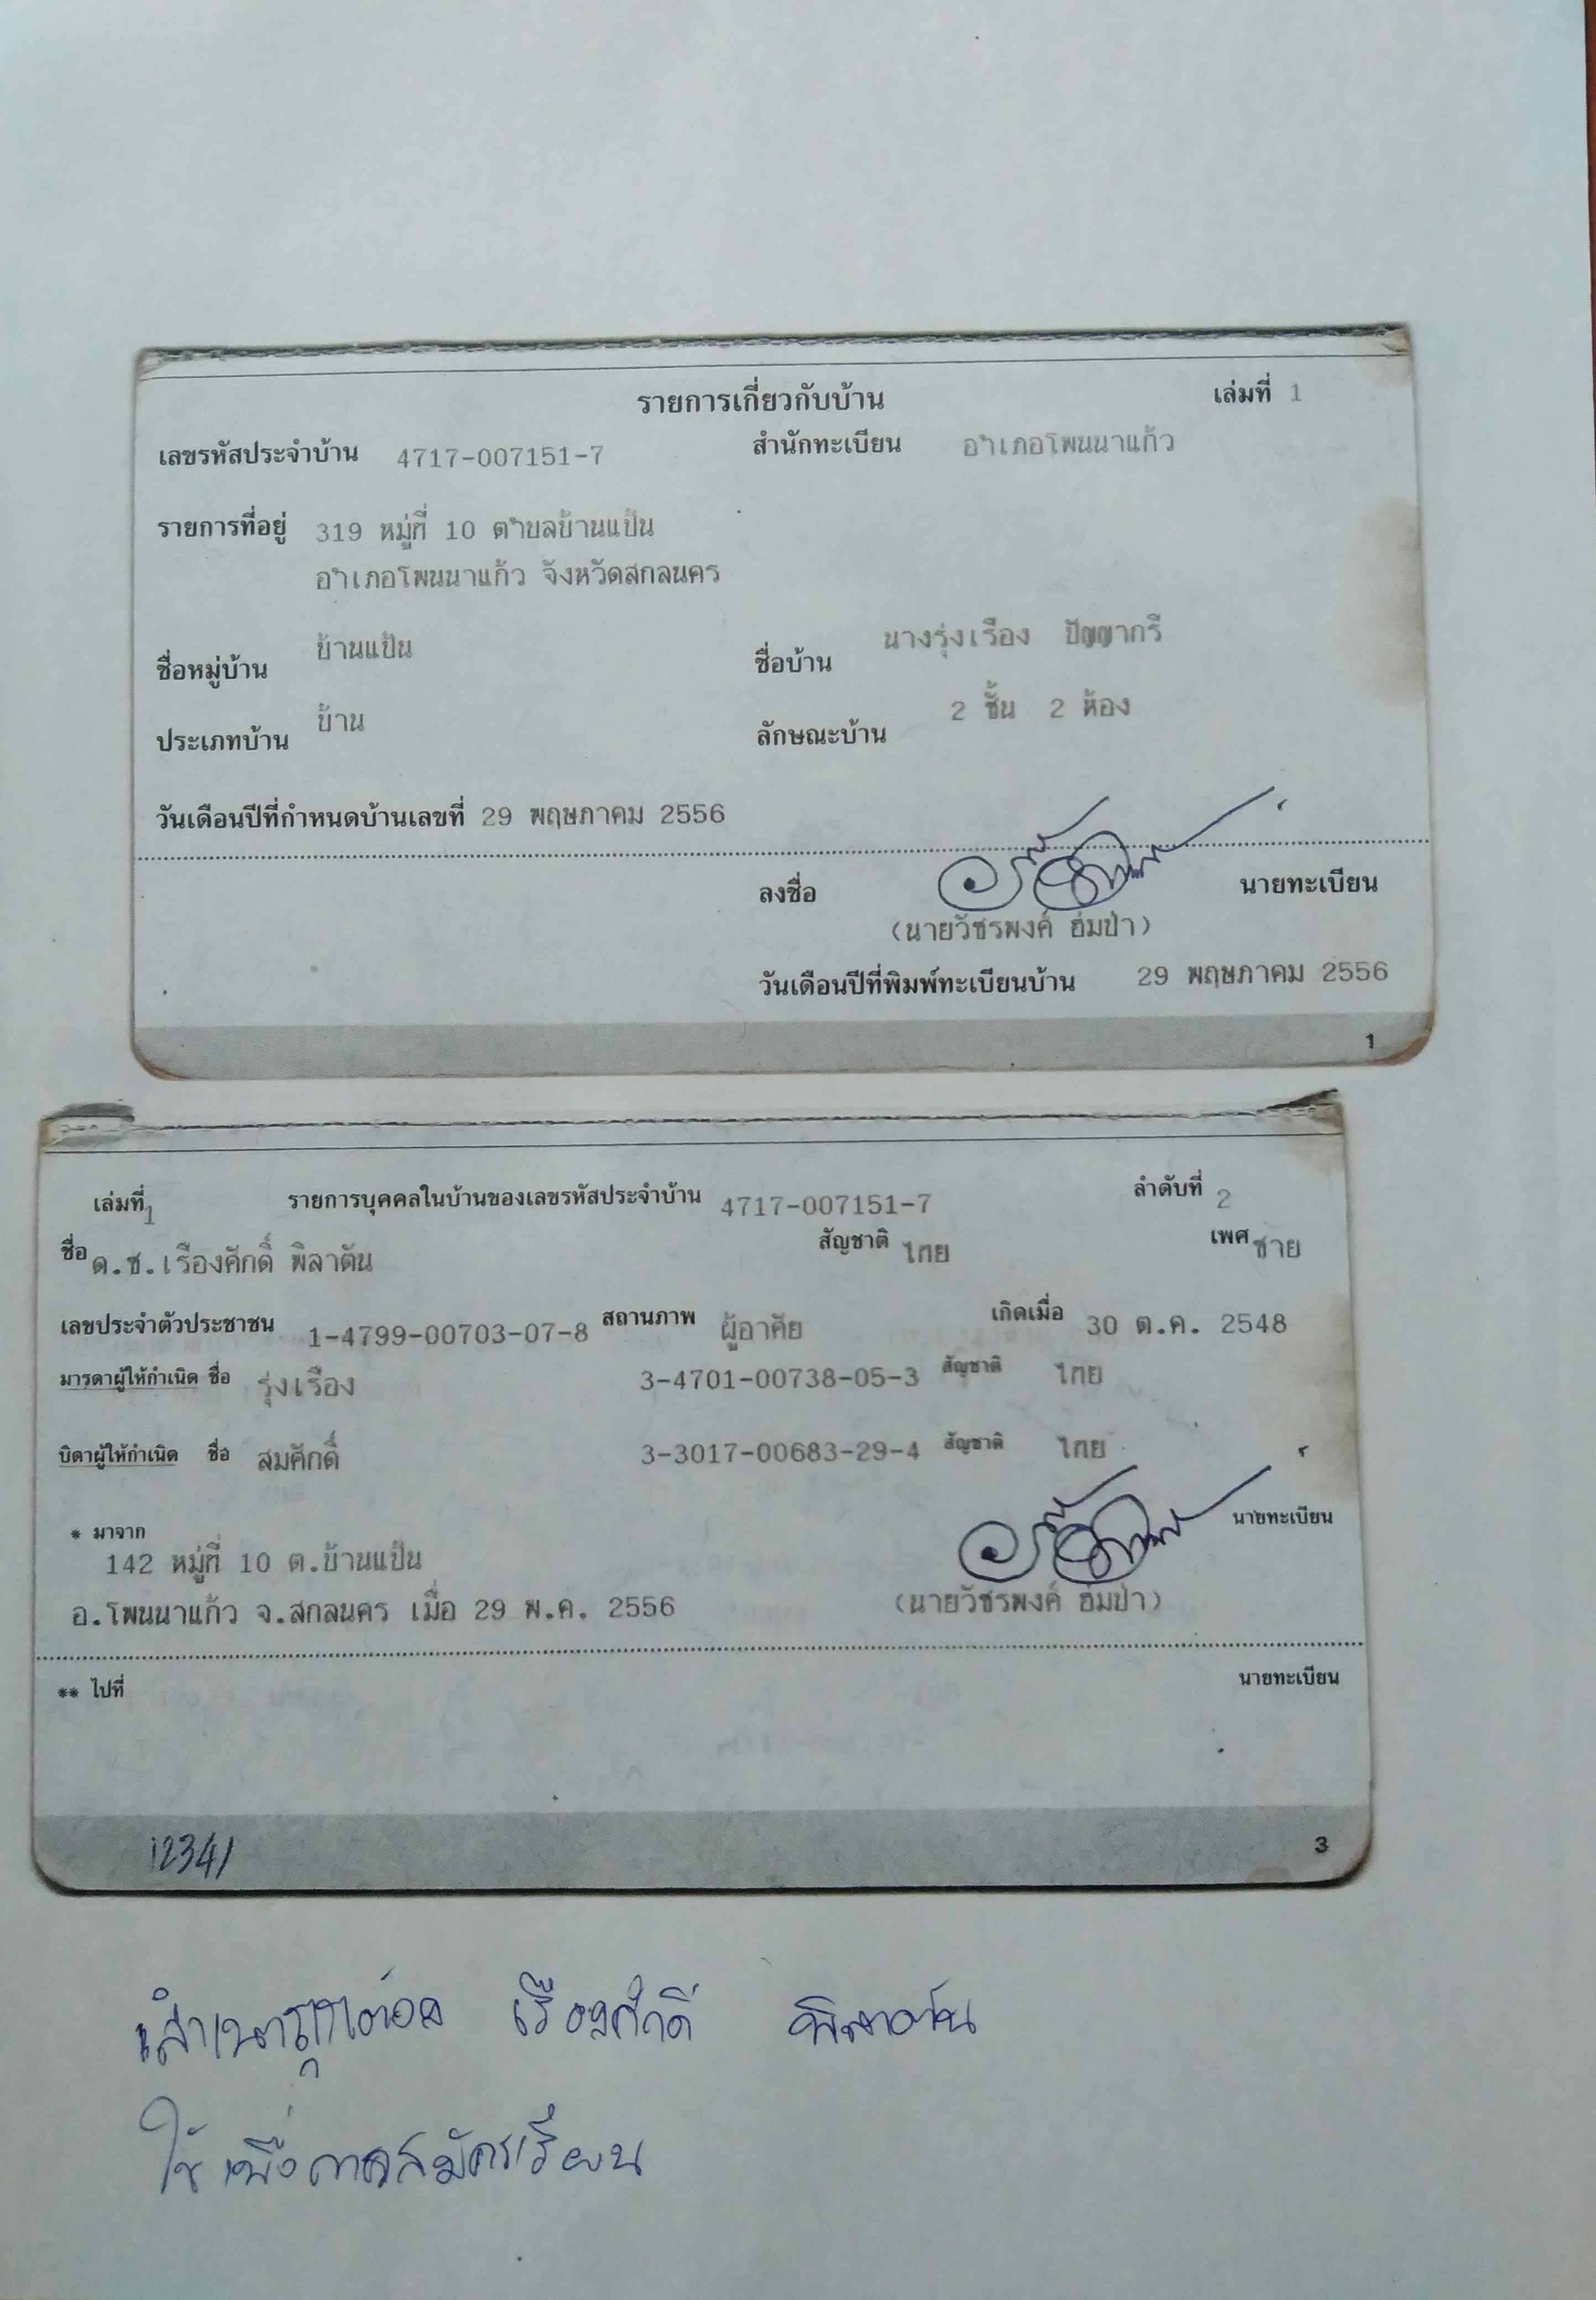 รายการเกี่ยวกับบ้าน เล่มที่ 1
เลขรหัสประจำบ้าน 4717-007151-7 สำนักทะเบียน อำเภอโพนนาแก้ว
รายการที่อยู่ 319 หมู่ที่ 10 ตำบลบ้านแป้น
อำเภอโพนนาแก้ว จังหวัดสกลนคร
ชื่อหมู่บ้าน บ้านแป้น ชื่อบ้าน นางรุ่งเรือง ปัญญากรี
ประเภทบ้าน บ้าน ลักษณะบ้าน 2 ชั้น 2 ห้อง
วันเดือนปีที่กำหนดบ้านเลขที่ 29 พฤษภาคม 2556
ลงชื่อ นายทะเบียน
(นายวัชรพงค์ ฮ่มป่า)
วันเดือนปีที่พิมพ์ทะเบียนบ้าน 29 พฤษภาคม 2556
1
เล่มที่ 1 รายการบุคคลในบ้านของเลขรหัสประจำบ้าน 4717-007151-7 ลำดับที่ 2
ชื่อ ด.ช.เรืองศักดิ์ พิลาตัน สัญชาติ ไทย เพศ ชาย
เลขประจำตัวประชาชน 1-4799-00703-07-8 สถานภาพ ผู้อาศัย เกิดเมื่อ 30 ต.ค. 2548
มารดาผู้ให้กำเนิด ชื่อ รุ่งเรือง 3-4701-00738-05-3 สัญชาติ ไทย
บิดาผู้ให้กำเนิด ชื่อ สมศักดิ์ 3-3017-00683-29-4 สัญชาติ ไทย
* มาจาก นายทะเบียน
142 หมู่ที่ 10 ต.บ้านแป้น
อ.โพนนาแก้ว จ.สกลนคร เมื่อ 29 พ.ค. 2556 (นายวัชรพงค์ ฮ่มป่า)
** ไปที่ นายทะเบียน
12341
3
สำเนาถูกต้อง เรืองศักดิ์ พิลาตัน
ใช้เพื่อการสมัครเรียน